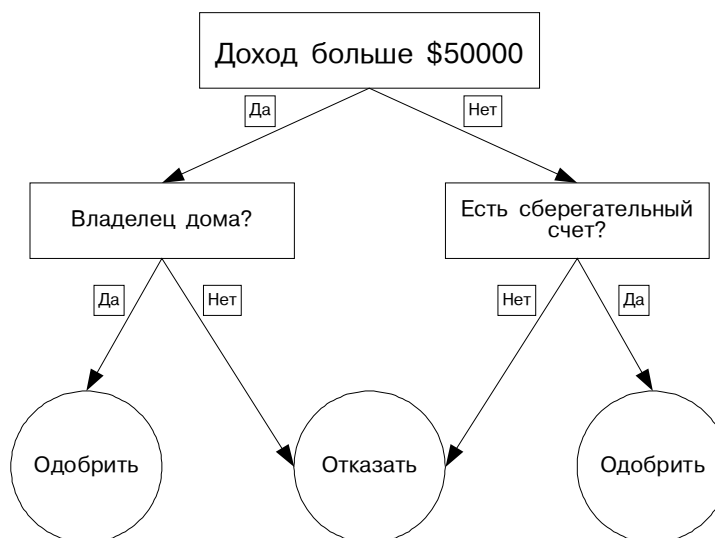 Доход больше $50000
Да
Нет
Владелец дома?
Есть сберегательный
счет?
Да
Нет
Нет
Да
Одобрить
Отказать
Одобрить